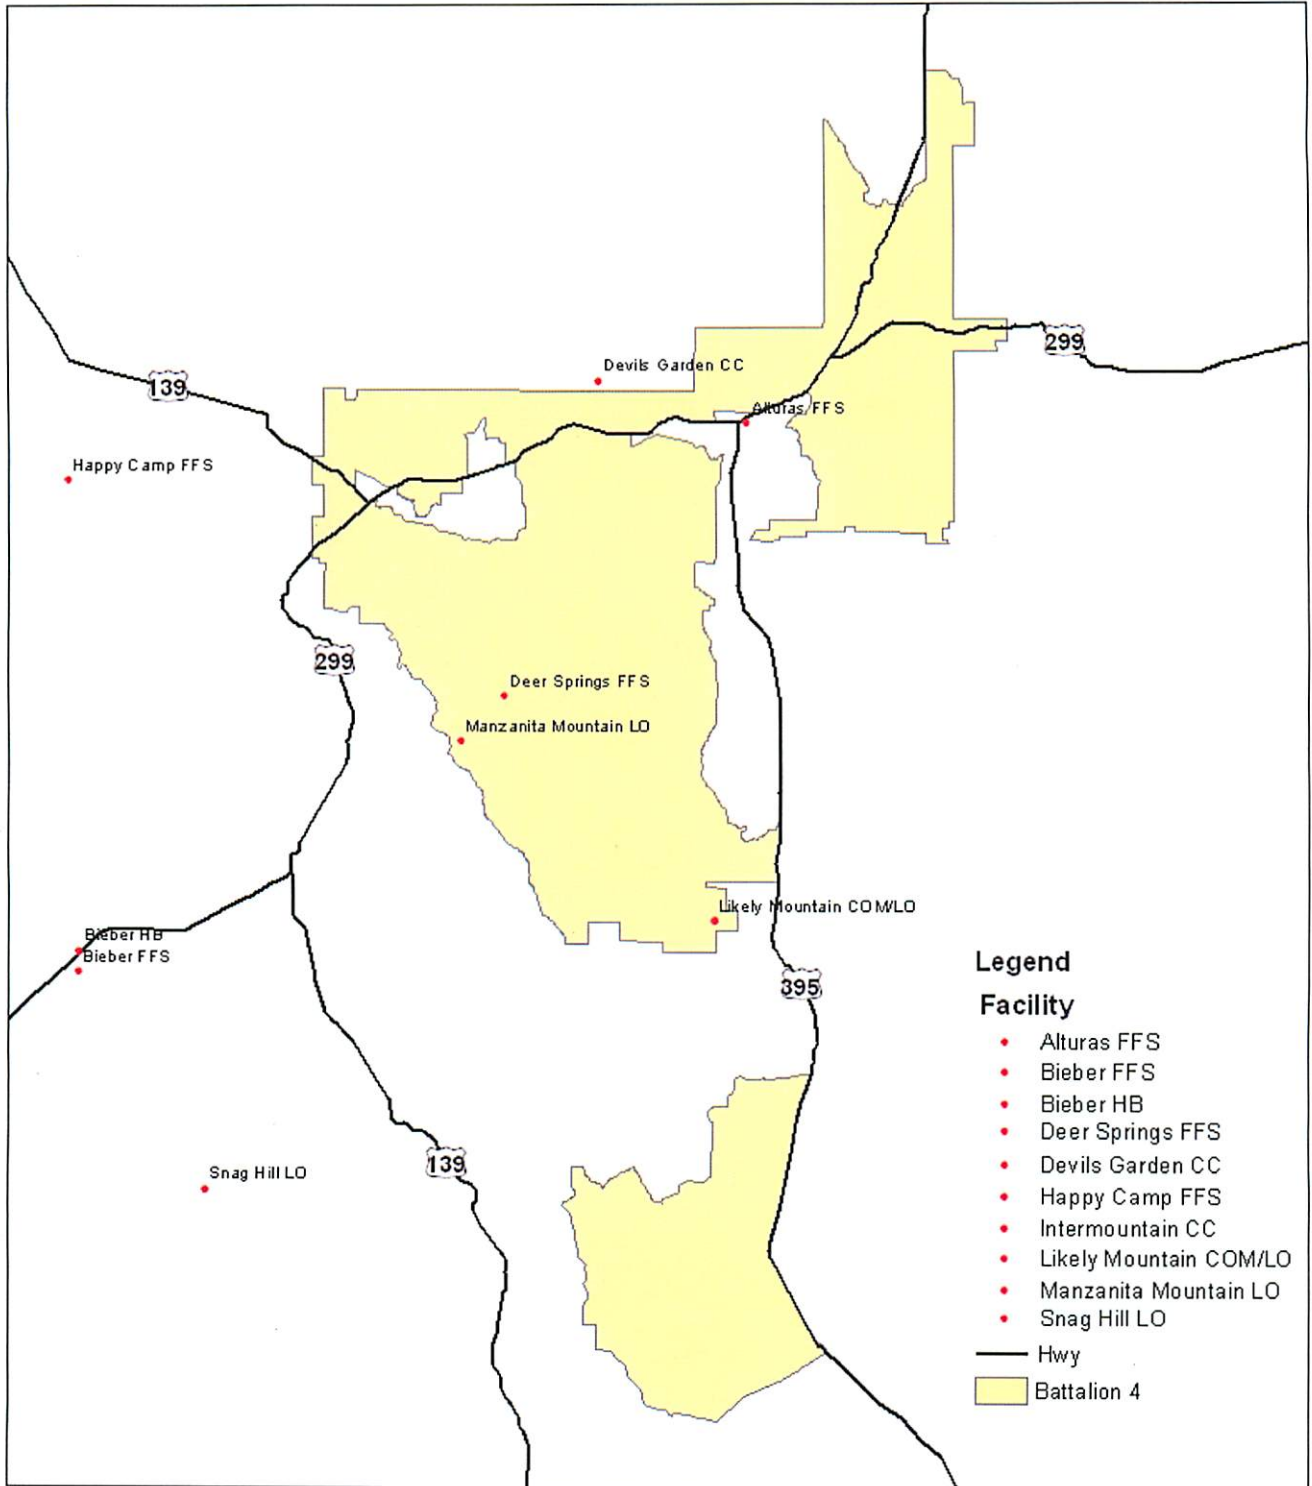 299
Devils Garden CC
139
Alturas FFS
Happy Camp FFS
299
Deer Springs FFS
Manzanita Mountain LO
Likely Mountain COM/LO
Bieber HB
Bieber FFS
395
139
Snag Hill LO
Legend
Facility
Alturas FFS
Bieber FFS
Bieber HB
Deer Springs FFS
Devils Garden CC
Happy Camp FFS
Intermountain CC
Likely Mountain COM/LO
Manzanita Mountain LO
Snag Hill LO
Hwy
Battalion 4